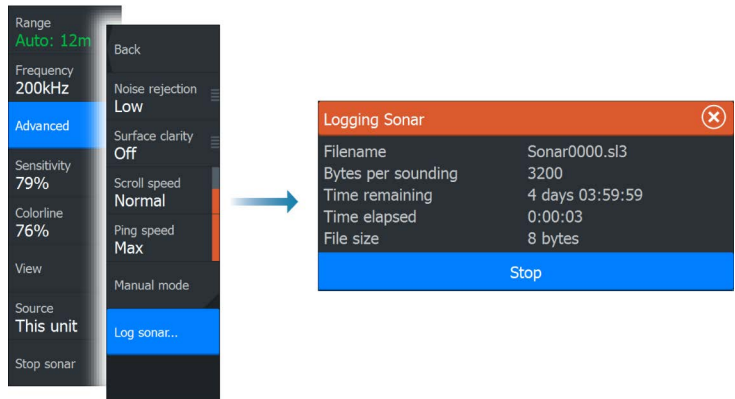 Range
Auto: 12m
Frequency
200kHz
Advanced
Sensitivity
79%
Colorline
76%
View
Source
This unit
Stop sonar
Back
Noise rejection
Low
Surface clarity
Off
Scroll speed
Normal
Ping speed
Max
Manual mode
Log sonar...
Logging Sonar
Filename Sonar0000.sl3
Bytes per sounding 3200
Time remaining 4 days 03:59:59
Time elapsed 0:00:03
File size 8 bytes
Stop